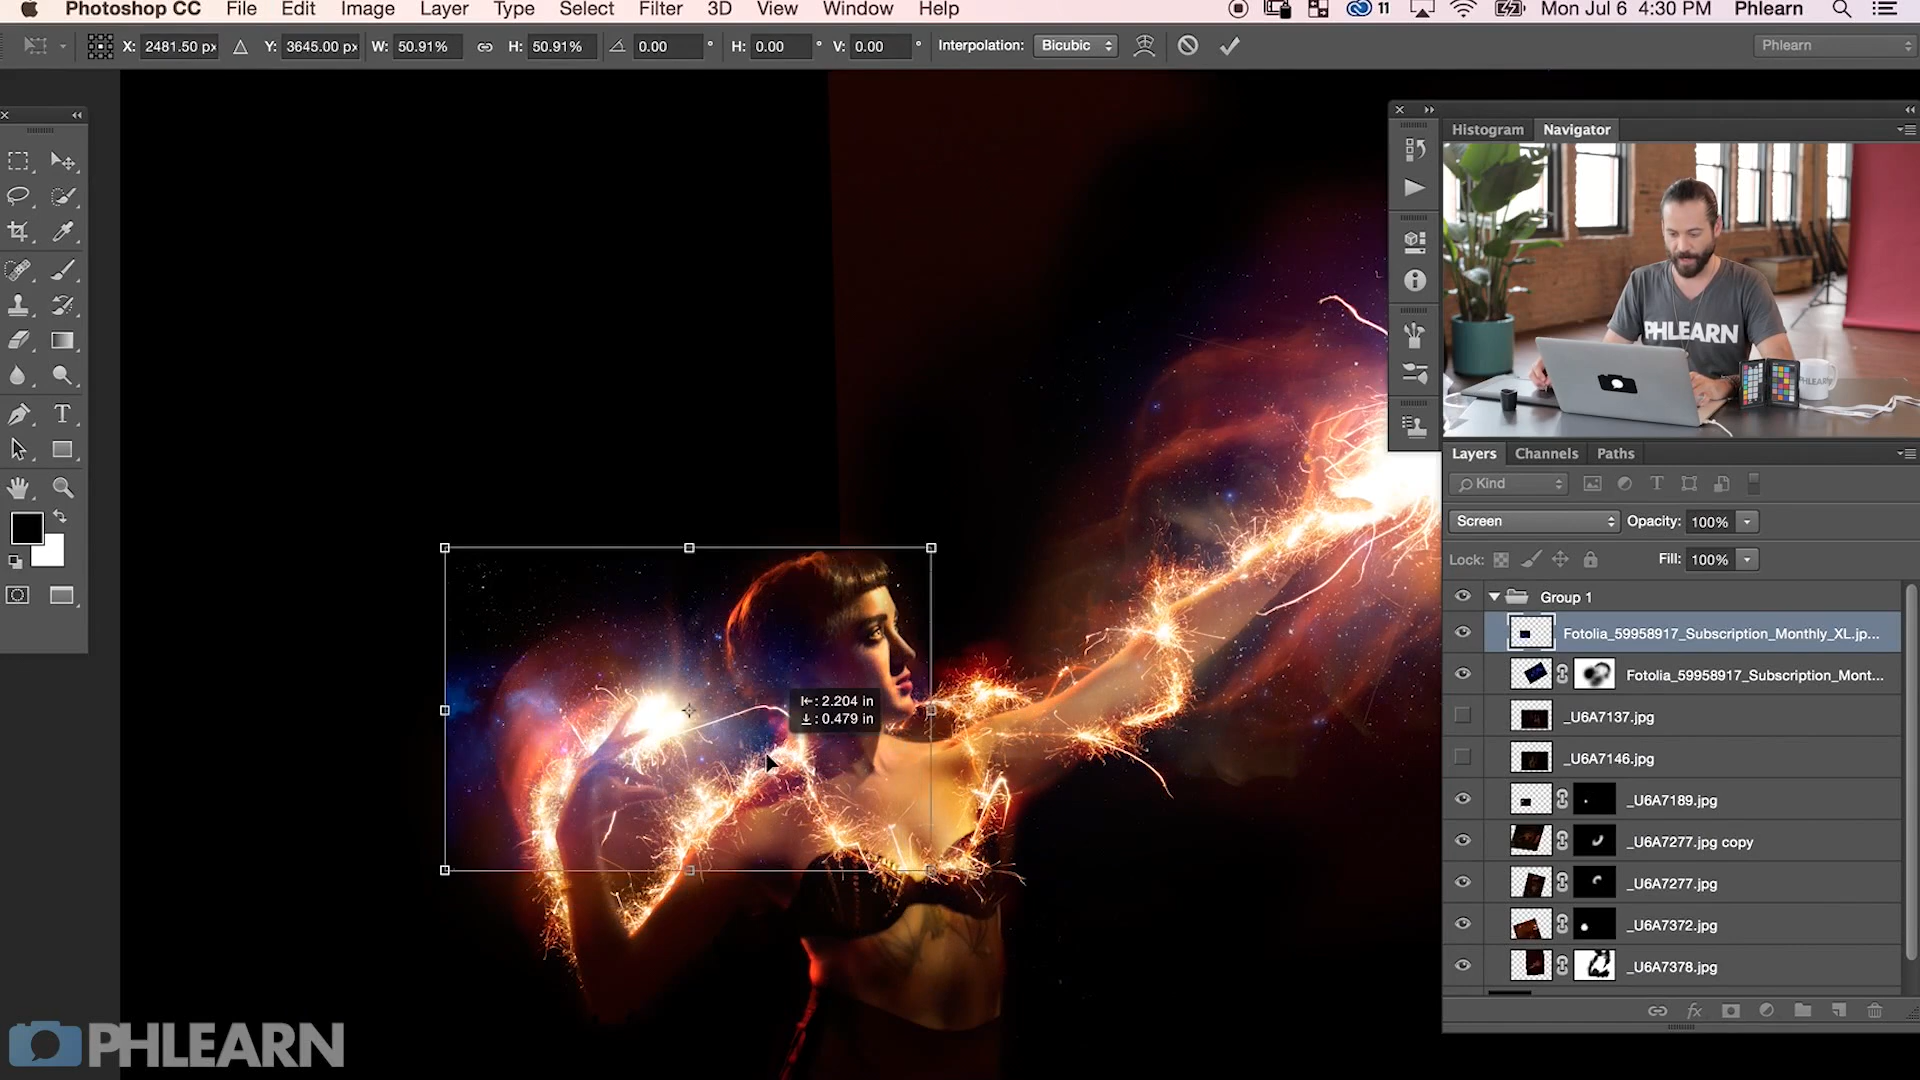 Photoshop CC File Edit Image Layer Type Select Filter 3D View Window Help 11 Mon Jul 6 4:30 PM Phlearn
X: 2481.50 px Y: 3645.00 px W: 50.91% H: 50.91% 0.00 ° H: 0.00 ° V: 0.00 ° Interpolation: Bicubic Phlearn
Histogram Navigator
PHLEARN
PHLEARN
Layers Channels Paths
Kind
Screen Opacity: 100%
Lock: Fill: 100%
Group 1
Fotolia_59958917_Subscription_Monthly_XL.jp...
Fotolia_59958917_Subscription_Mont...
_U6A7137.jpg
_U6A7146.jpg
_U6A7189.jpg
_U6A7277.jpg copy
_U6A7277.jpg
_U6A7372.jpg
_U6A7378.jpg
: 2.204 in
: 0.479 in
PHLEARN